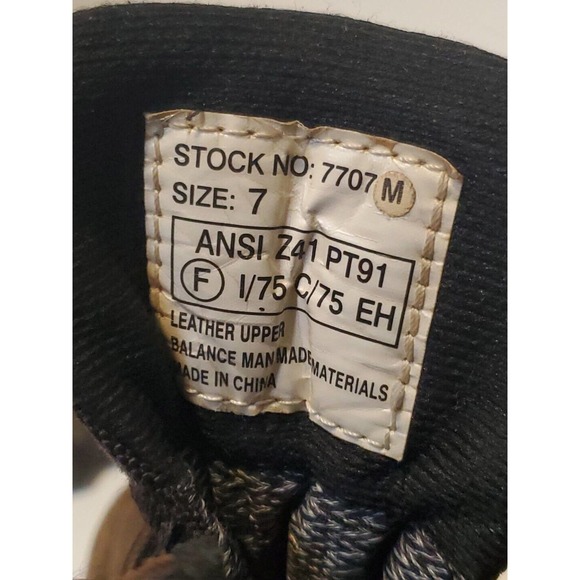 STOCK NO: 7707 M
SIZE: 7
ANSI Z41 PT91
F I/75 C/75 EH
LEATHER UPPER
BALANCE MAN MADE MATERIALS
MADE IN CHINA